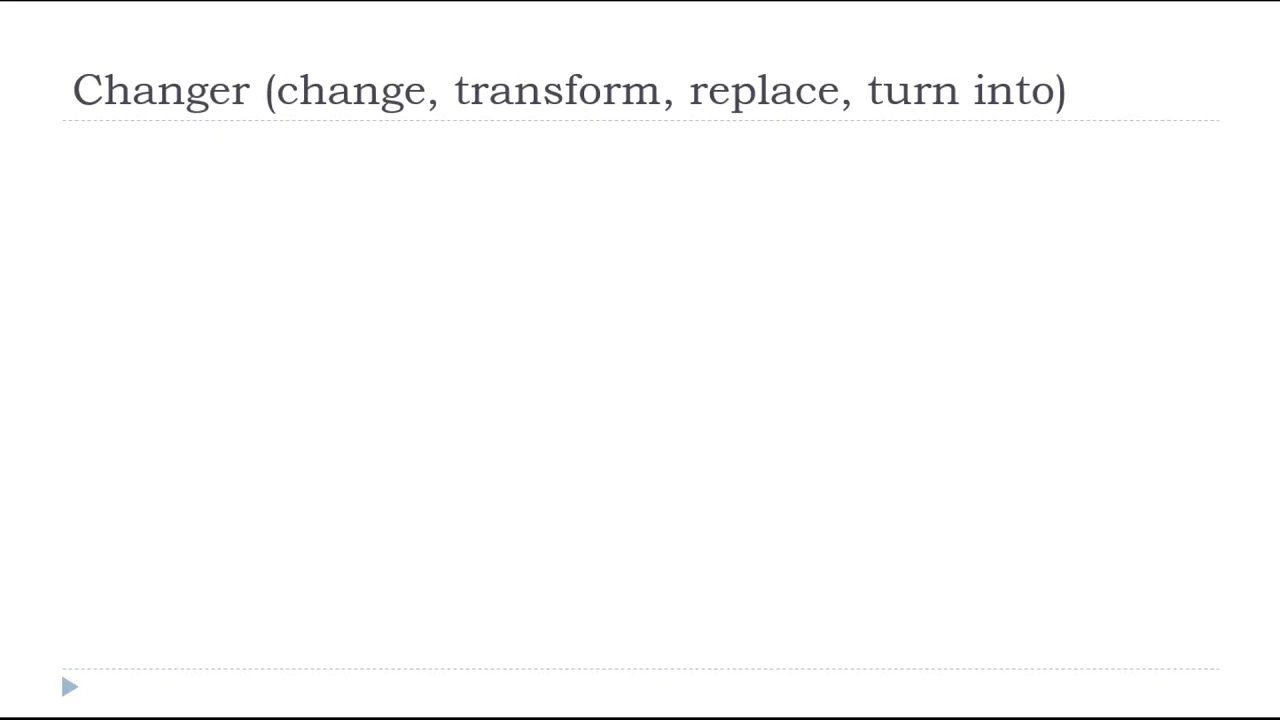 Changer (change, transform, replace, turn into)